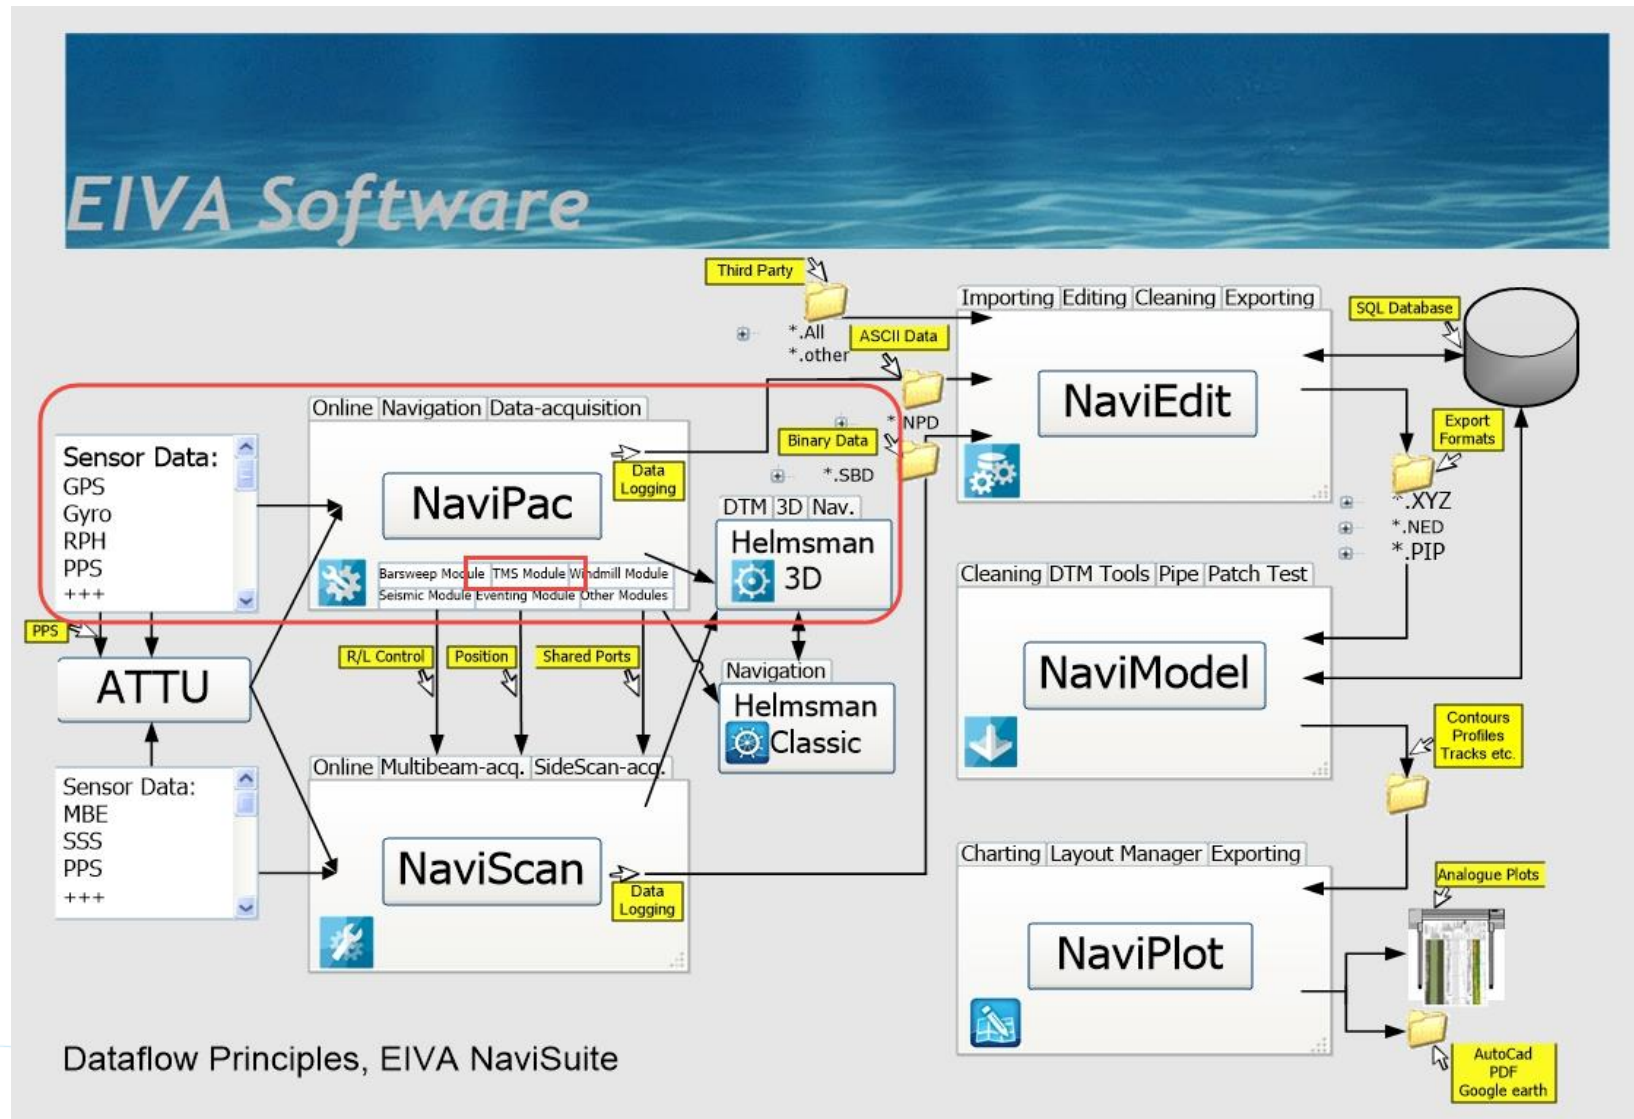 EIVA Software
Third Party
*.All
*.other
ASCII Data
*.NPD
Binary Data
*.SBD
Importing Editing Cleaning Exporting
NaviEdit
SQL Database
Export
Formats
*.XYZ
*.NED
*.PIP
Sensor Data:
GPS
Gyro
RPH
PPS
+++
Online Navigation Data-acquisition
NaviPac
Data
Logging
Barsweep Module TMS Module Windmill Module
Seismic Module Eventing Module Other Modules
DTM 3D Nav.
Helmsman
3D
PPS
ATTU
R/L Control
Position
Shared Ports
Navigation
Helmsman
Classic
Cleaning DTM Tools Pipe Patch Test
NaviModel
Contours
Profiles
Tracks etc.
Sensor Data:
MBE
SSS
PPS
+++
Online Multibeam-acq. SideScan-acq.
NaviScan
Data
Logging
Charting Layout Manager Exporting
NaviPlot
Analogue Plots
AutoCad
PDF
Google earth
Dataflow Principles, EIVA NaviSuite